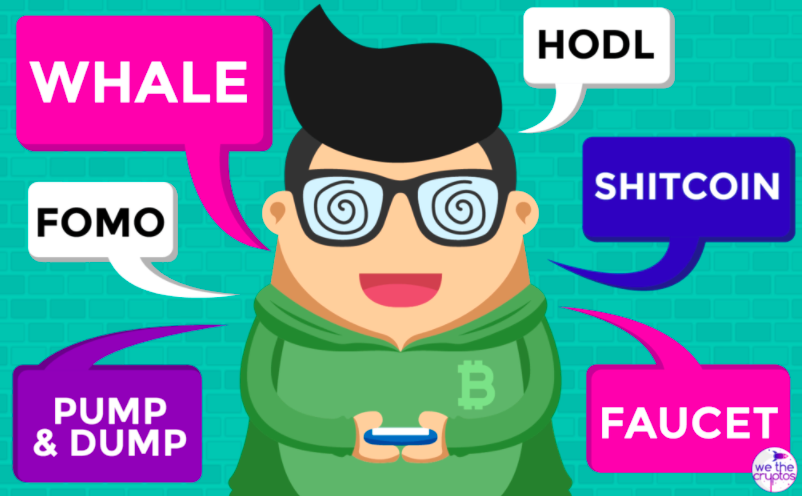 WHALE
HODL
SHITCOIN
FOMO
PUMP
& DUMP
FAUCET
we the
cryptos